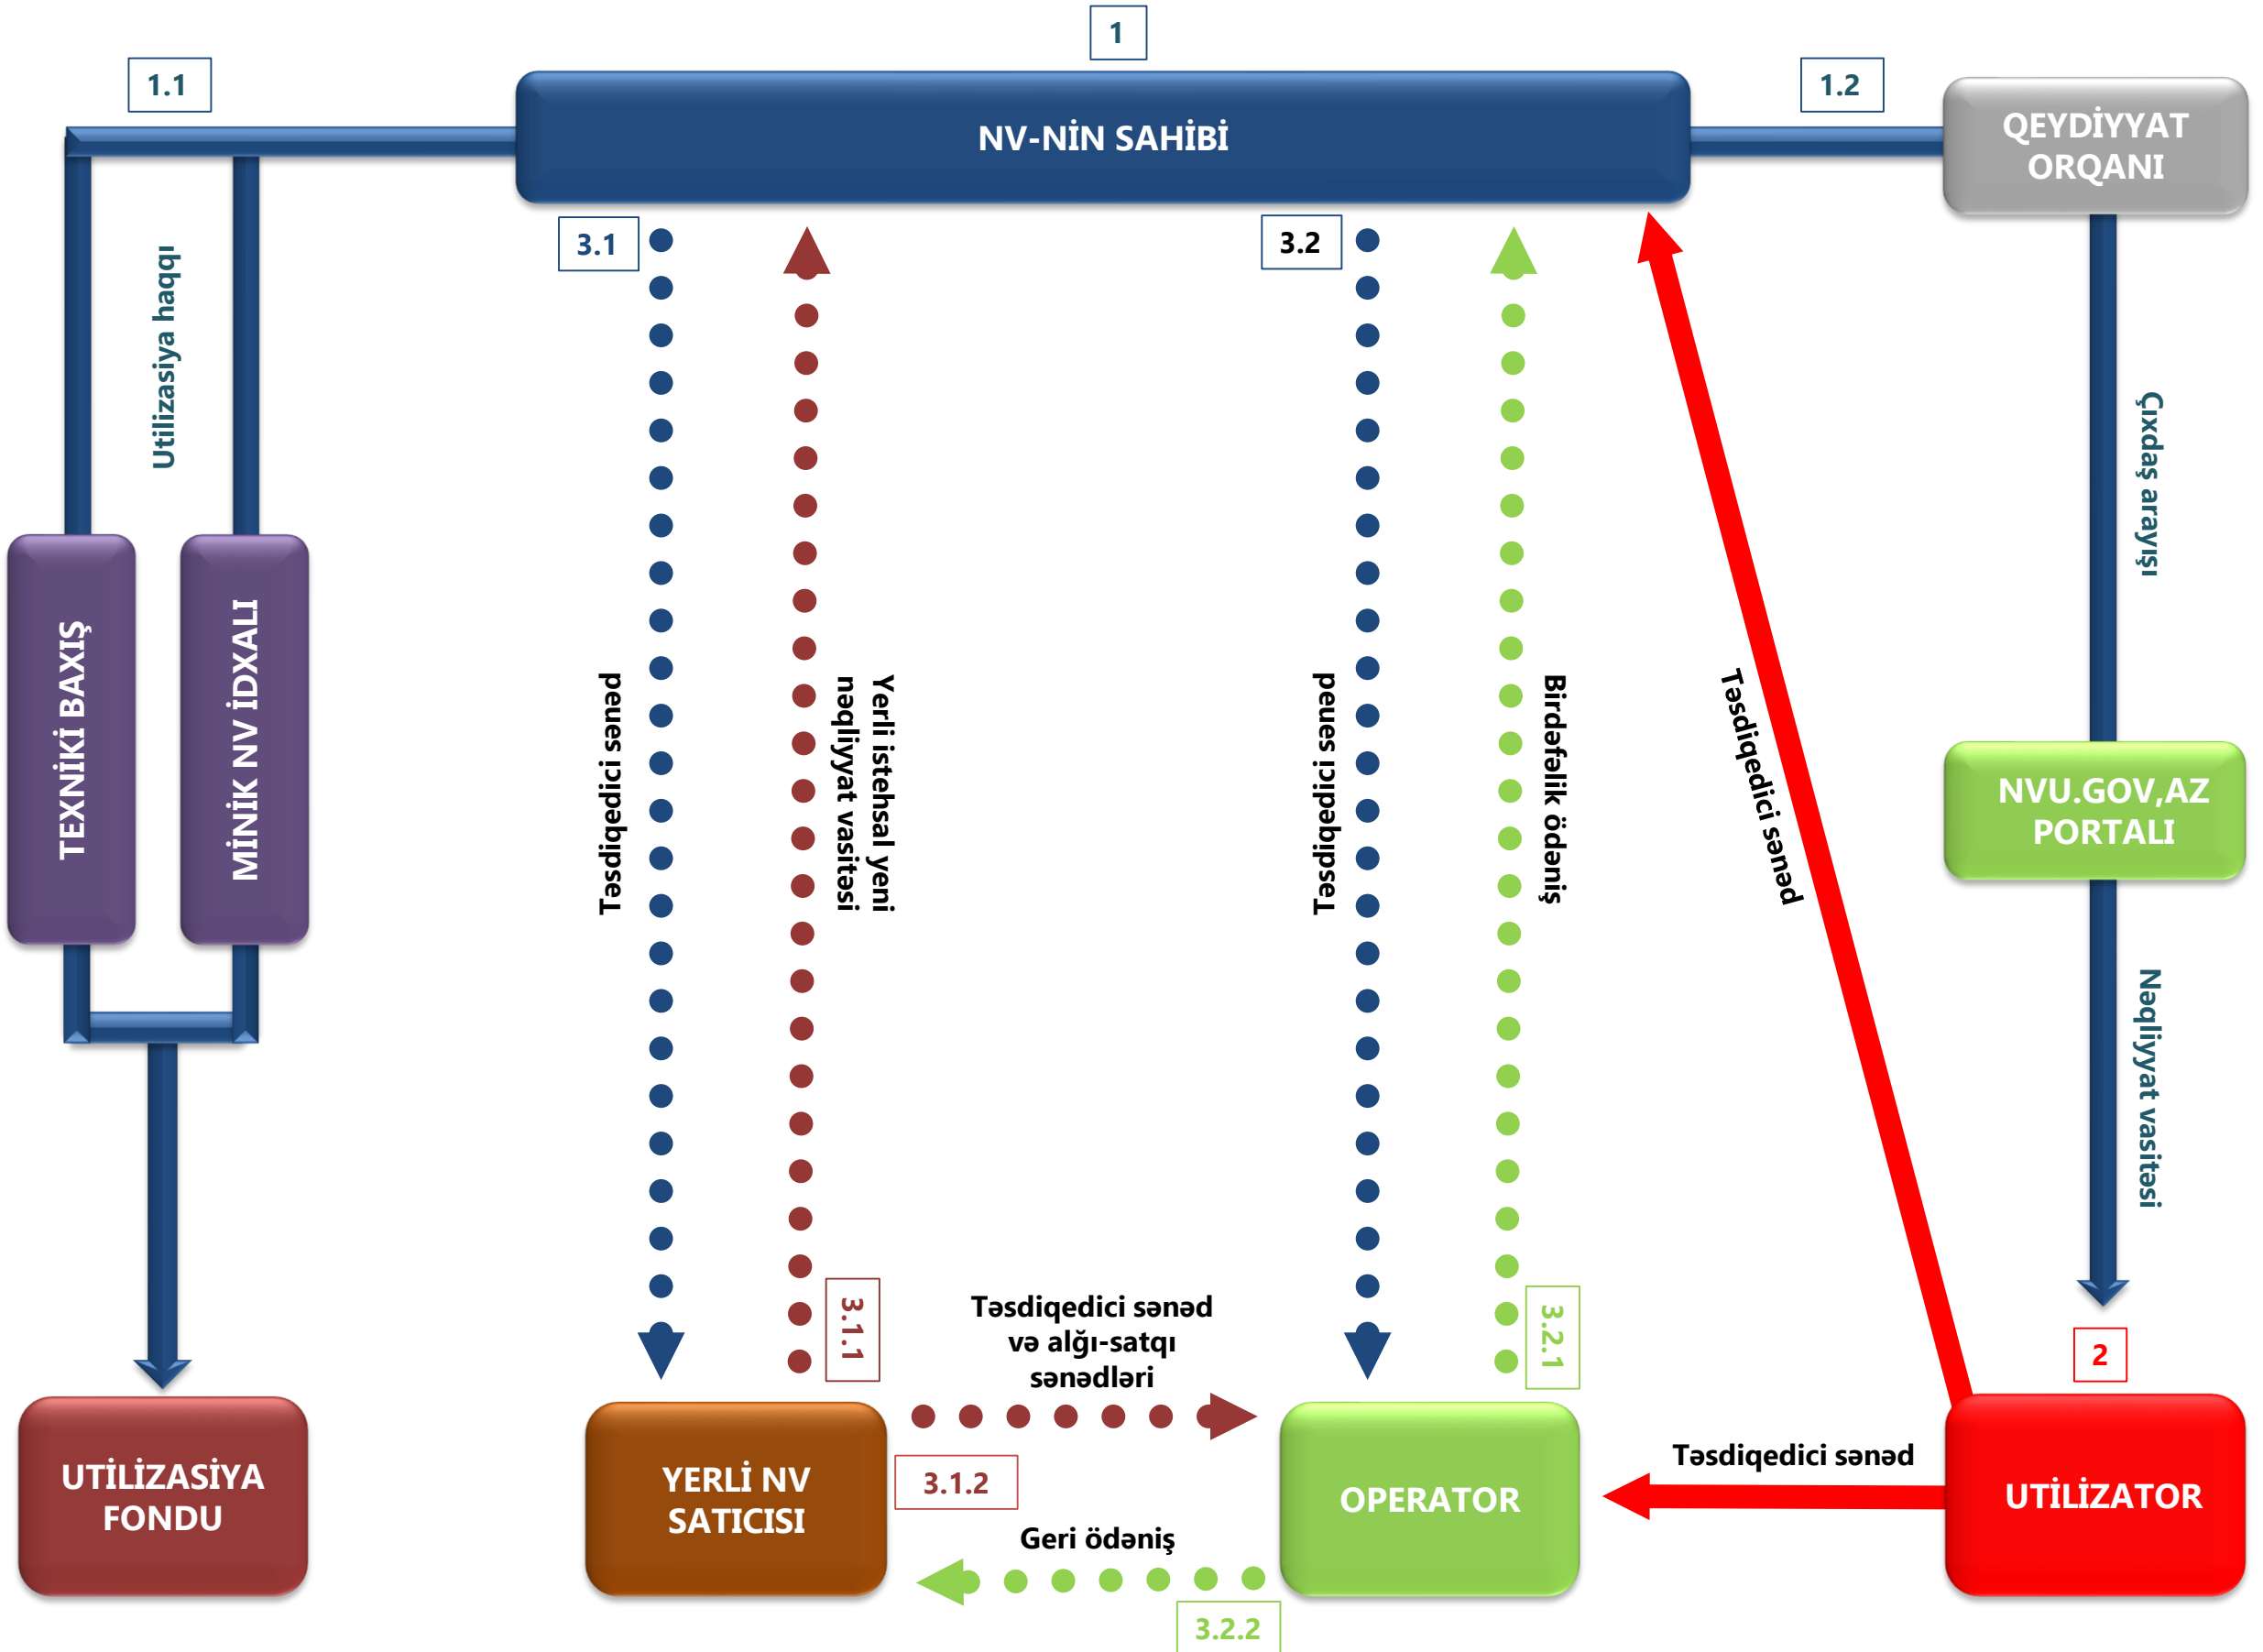 1
1.1
NV-NİN SAHİBİ
1.2
QEYDİYYAT
ORQANI
3.1
3.2
Utilizasiya haqqı
Çıxdaş arayışı
TEXNİKİ BAXIŞ
MİNİK NV İDXALI
Təsdiqedici sənəd
Yerli istehsal yeni
nəqliyyat vasitəsi
Təsdiqedici sənəd
Birdəfəlik ödəniş
Təsdiqedici sənəd
NVU.GOV,AZ
PORTALI
Nəqliyyat vasitəsi
3.1.1
Təsdiqedici sənəd
və alğı-satqı
sənədləri
3.2.1
2
UTİLİZASİYA
FONDU
YERLİ NV
SATICISI
3.1.2
OPERATOR
Təsdiqedici sənəd
UTİLİZATOR
Geri ödəniş
3.2.2